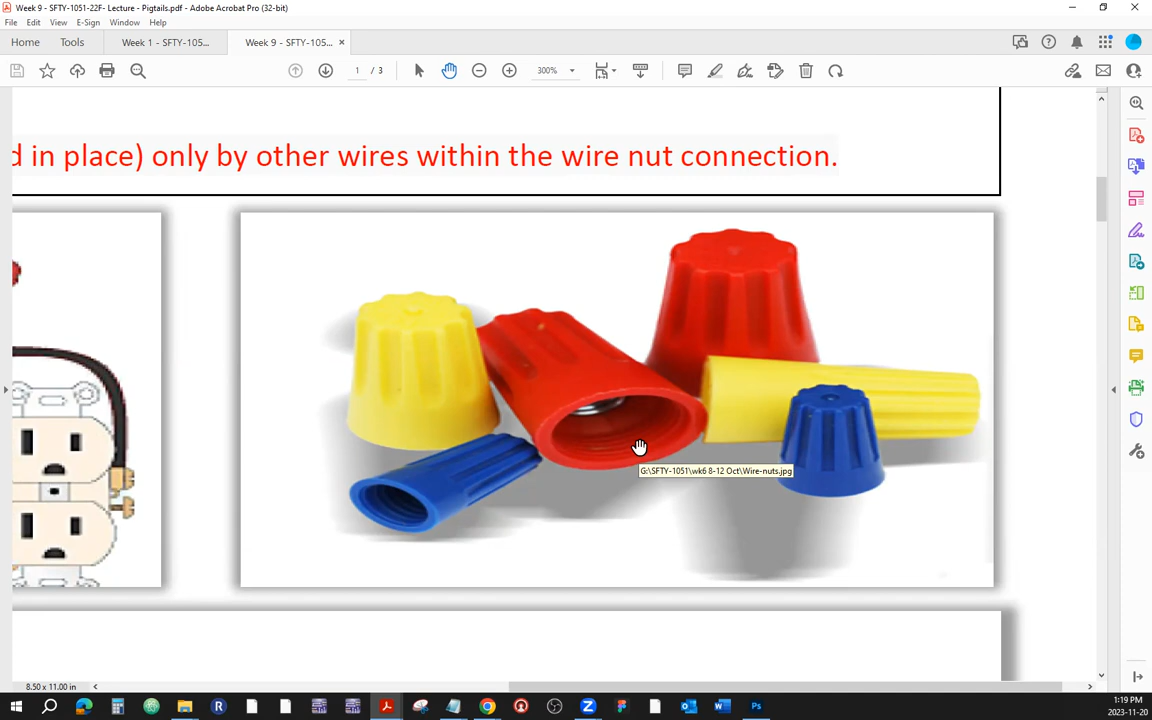 Week 9 - SFTY-1051-22F- Lecture - Pigtails.pdf - Adobe Acrobat Pro (32-bit)
File Edit View E-Sign Window Help
Home Tools Week 1 - SFTY-105... Week 9 - SFTY-105... ×
1 / 3 300%
d in place) only by other wires within the wire nut connection.
G:\SFTY-1051\wk6 8-12 Oct\Wire-nuts.jpg
8.50 x 11.00 in
1:19 PM
2023-11-20